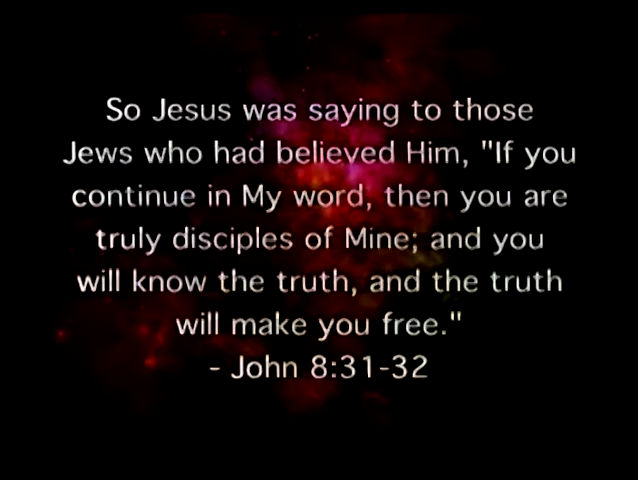 So Jesus was saying to those
Jews who had believed Him, "If you
continue in My word, then you are
truly disciples of Mine; and you
will know the truth, and the truth
will make you free."
- John 8:31-32